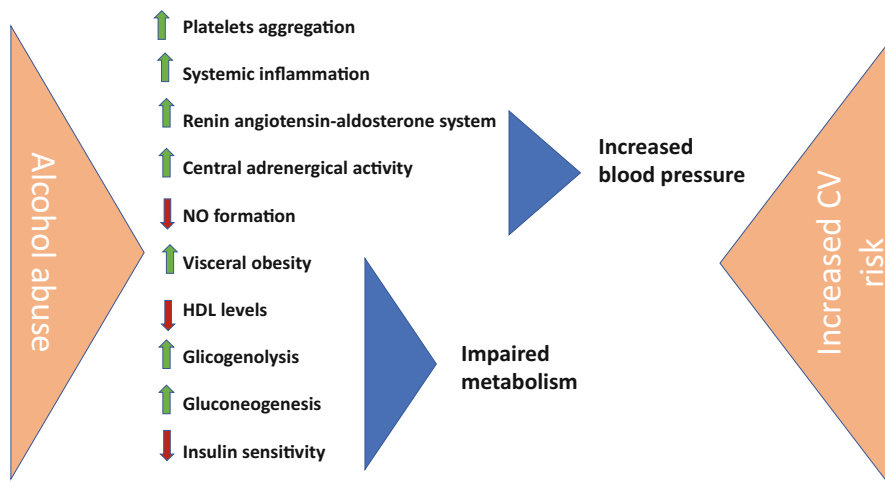 Alcohol abuse
Platelets aggregation
Systemic inflammation
Renin angiotensin-aldosterone system
Central adrenergical activity
NO formation
Visceral obesity
HDL levels
Glicogenolysis
Gluconeogenesis
Insulin sensitivity
Increased
blood pressure
Impaired
metabolism
Increased CV
risk